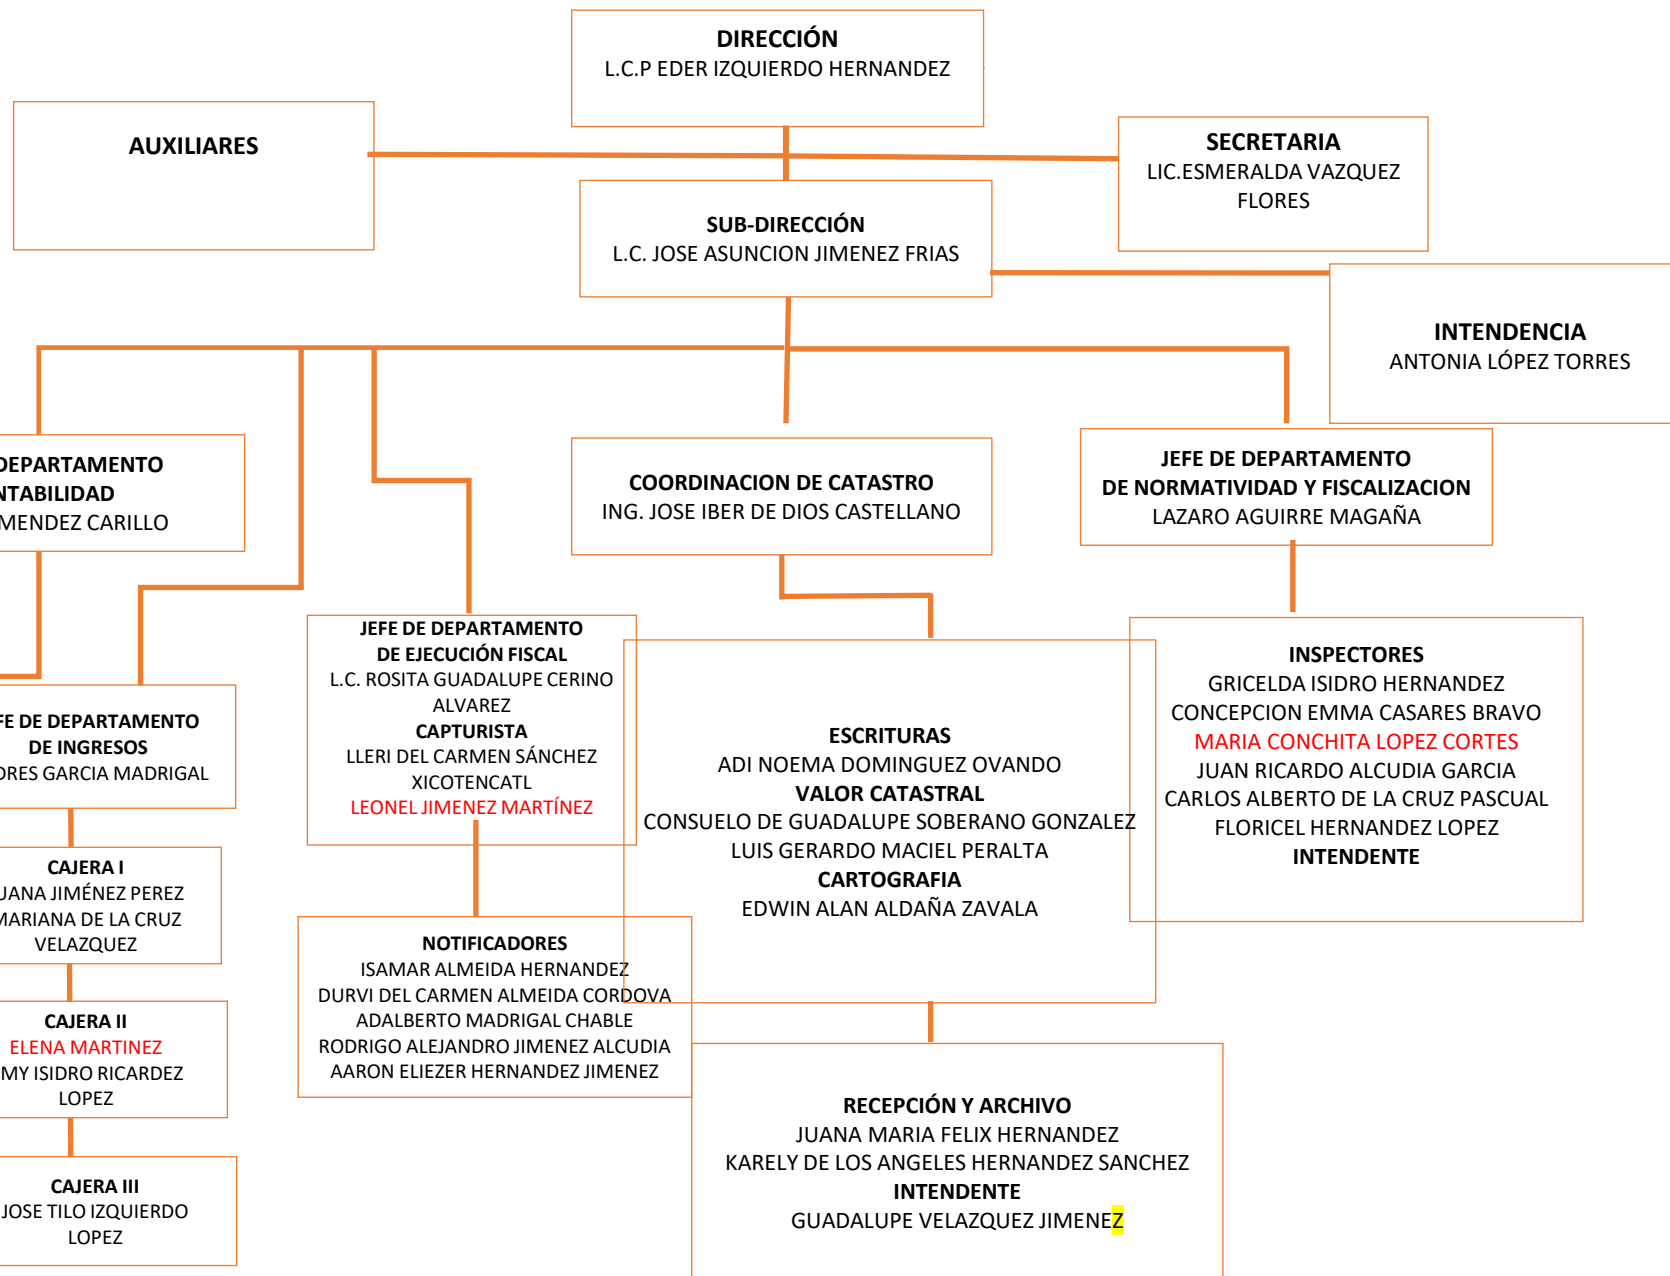 DIRECCIÓN
L.C.P EDER IZQUIERDO HERNANDEZ
AUXILIARES
SECRETARIA
LIC.ESMERALDA VAZQUEZ
FLORES
SUB-DIRECCIÓN
L.C. JOSE ASUNCION JIMENEZ FRIAS
INTENDENCIA
ANTONIA LÓPEZ TORRES
DEPARTAMENTO
NTABILIDAD
MENDEZ CARILLO
COORDINACION DE CATASTRO
ING. JOSE IBER DE DIOS CASTELLANO
JEFE DE DEPARTAMENTO
DE NORMATIVIDAD Y FISCALIZACION
LAZARO AGUIRRE MAGAÑA
FE DE DEPARTAMENTO
DE INGRESOS
ORES GARCIA MADRIGAL
CAJERA I
UANA JIMÉNEZ PEREZ
MARIANA DE LA CRUZ
VELAZQUEZ
CAJERA II
ELENA MARTINEZ
MY ISIDRO RICARDEZ
LOPEZ
CAJERA III
JOSE TILO IZQUIERDO
LOPEZ
JEFE DE DEPARTAMENTO
DE EJECUCIÓN FISCAL
L.C. ROSITA GUADALUPE CERINO
ALVAREZ
CAPTURISTA
LLERI DEL CARMEN SÁNCHEZ
XICOTENCATL
LEONEL JIMENEZ MARTÍNEZ
NOTIFICADORES
ISAMAR ALMEIDA HERNANDEZ
DURVI DEL CARMEN ALMEIDA CORDOVA
ADALBERTO MADRIGAL CHABLE
RODRIGO ALEJANDRO JIMENEZ ALCUDIA
AARON ELIEZER HERNANDEZ JIMENEZ
ESCRITURAS
ADI NOEMA DOMINGUEZ OVANDO
VALOR CATASTRAL
CONSUELO DE GUADALUPE SOBERANO GONZALEZ
LUIS GERARDO MACIEL PERALTA
CARTOGRAFIA
EDWIN ALAN ALDAÑA ZAVALA
RECEPCIÓN Y ARCHIVO
JUANA MARIA FELIX HERNANDEZ
KARELY DE LOS ANGELES HERNANDEZ SANCHEZ
INTENDENTE
GUADALUPE VELAZQUEZ JIMENEZ
INSPECTORES
GRICELDA ISIDRO HERNANDEZ
CONCEPCION EMMA CASARES BRAVO
MARIA CONCHITA LOPEZ CORTES
JUAN RICARDO ALCUDIA GARCIA
CARLOS ALBERTO DE LA CRUZ PASCUAL
FLORICEL HERNANDEZ LOPEZ
INTENDENTE